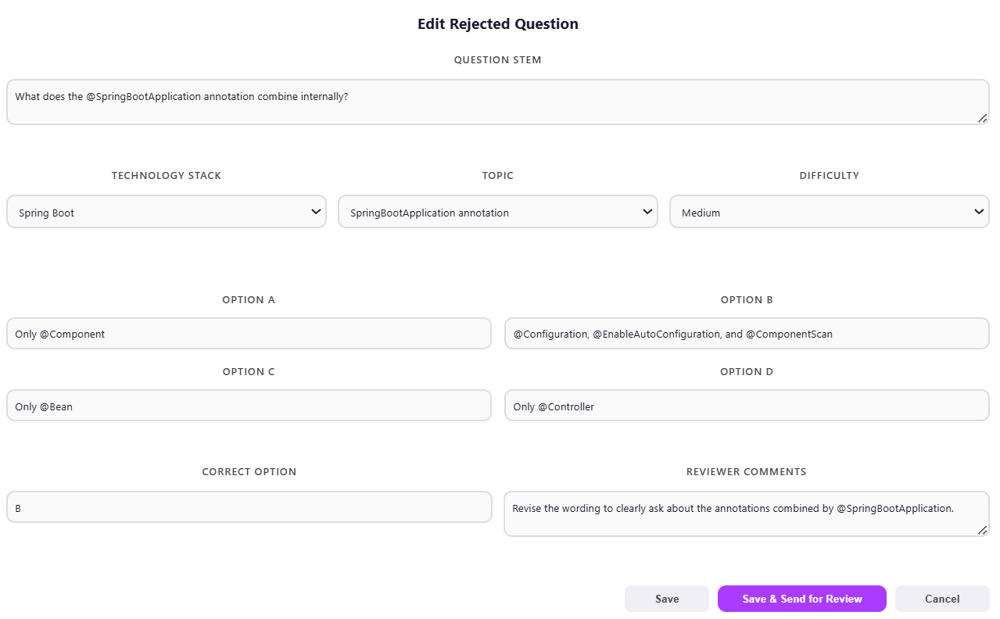 Edit Rejected Question
QUESTION STEM
What does the @SpringBootApplication annotation combine internally?
TECHNOLOGY STACK
TOPIC
DIFFICULTY
Spring Boot
SpringBootApplication annotation
Medium
OPTION A
OPTION B
Only @Component
@Configuration, @EnableAutoConfiguration, and @ComponentScan
OPTION C
OPTION D
Only @Bean
Only @Controller
CORRECT OPTION
REVIEWER COMMENTS
B
Revise the wording to clearly ask about the annotations combined by @SpringBootApplication.
Save
Save & Send for Review
Cancel